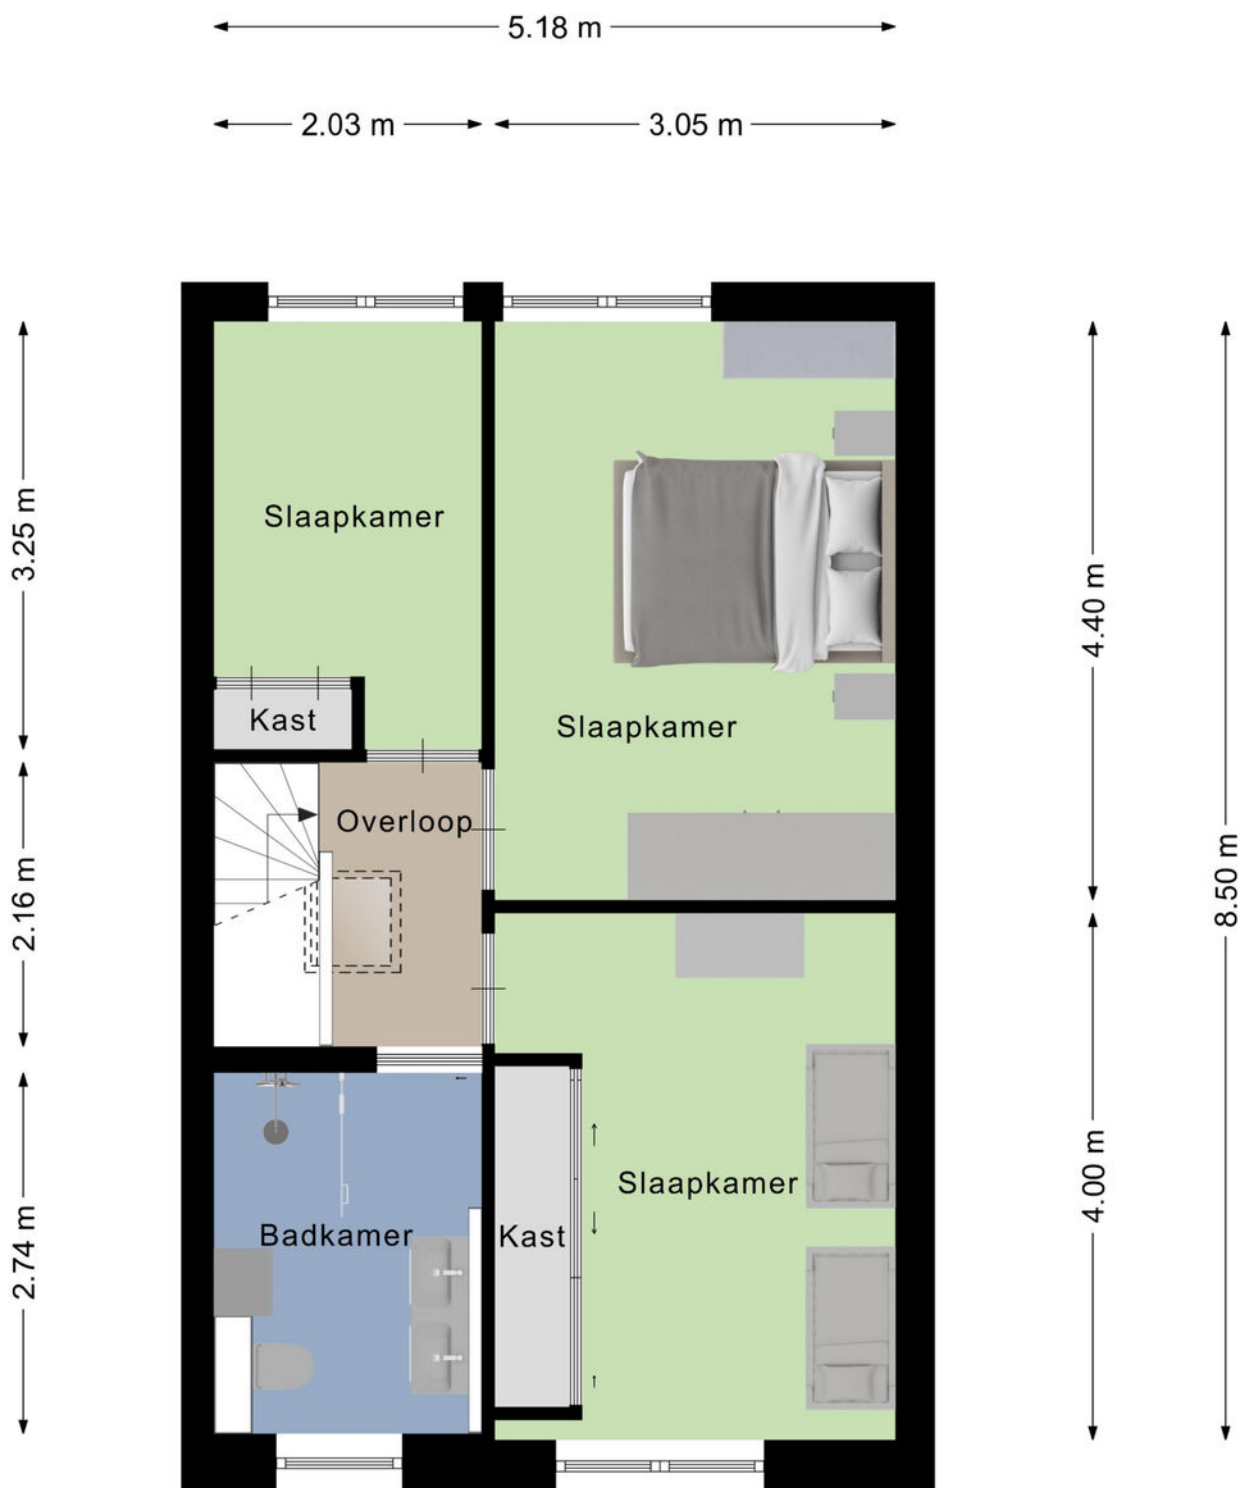 5.18 m
2.03 m
3.05 m
3.25 m
Slaapkamer
4.40 m
Kast
Slaapkamer
Overloop
2.16 m
8.50 m
4.00 m
Slaapkamer
2.74 m
Badkamer
Kast